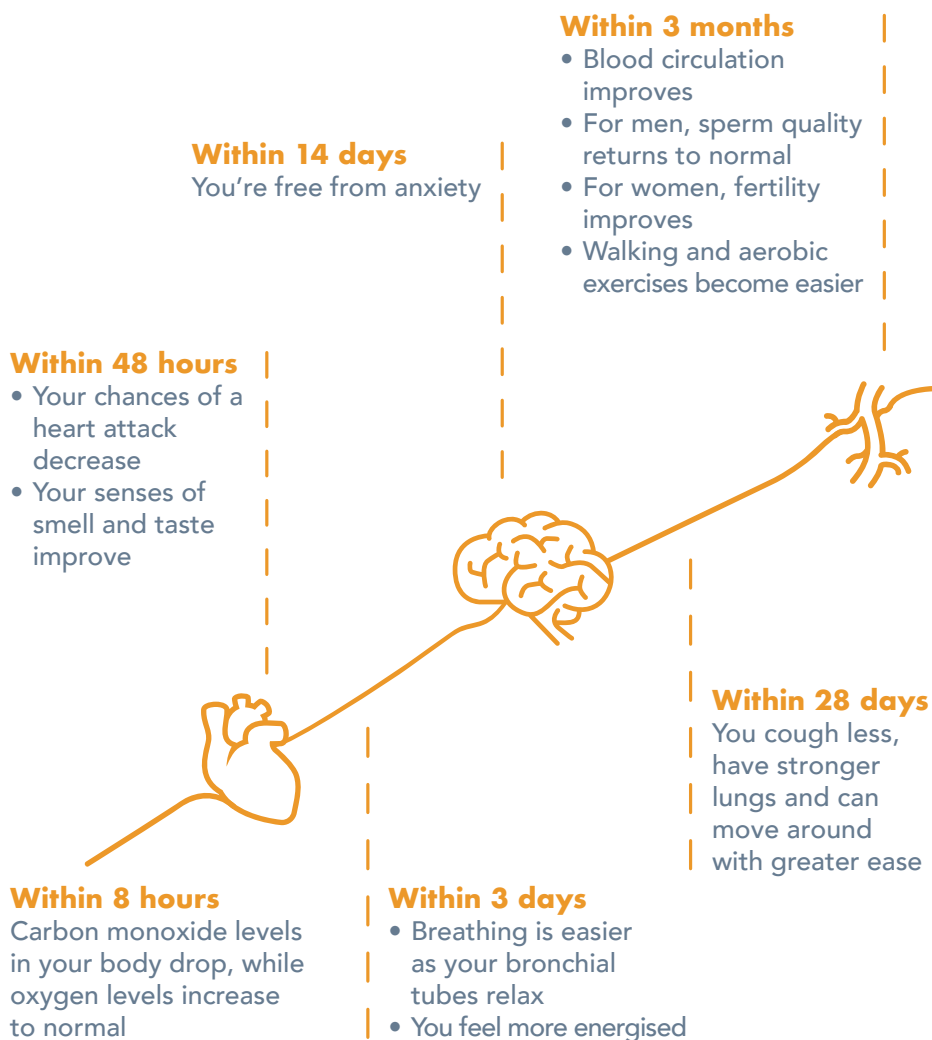 Within 8 hours
Carbon monoxide levels
in your body drop, while
oxygen levels increase
to normal
Within 48 hours
• Your chances of a
heart attack
decrease
• Your senses of
smell and taste
improve
Within 3 days
• Breathing is easier
as your bronchial
tubes relax
• You feel more energised
Within 14 days
You're free from anxiety
Within 28 days
You cough less,
have stronger
lungs and can
move around
with greater ease
Within 3 months
• Blood circulation
improves
• For men, sperm quality
returns to normal
• For women, fertility
improves
• Walking and aerobic
exercises become easier